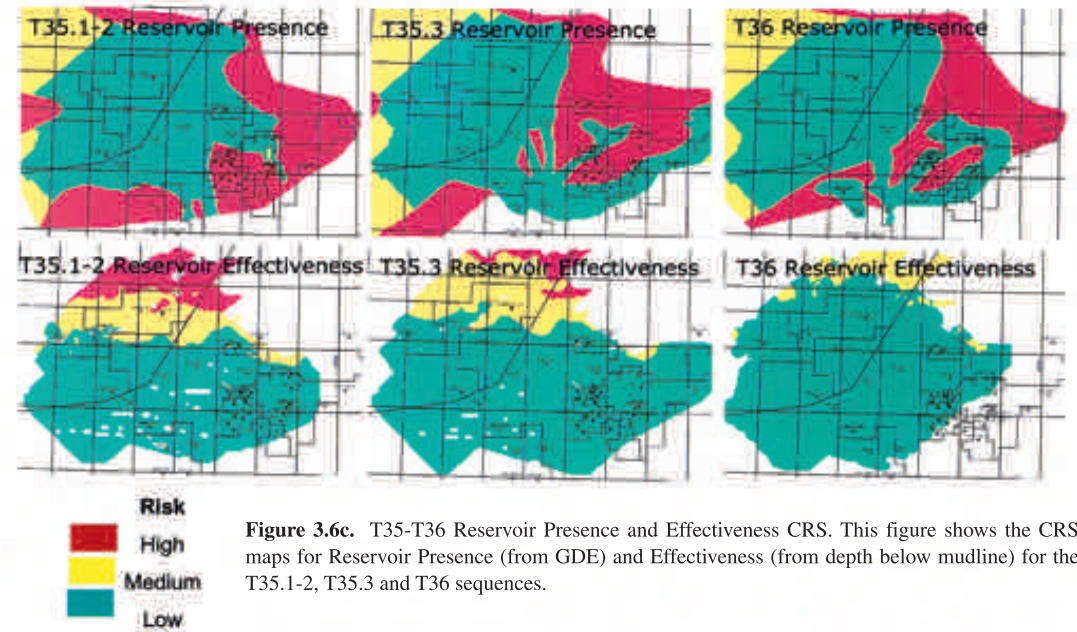 T35.1-2 Reservoir Presence
T35.3 Reservoir Presence
T36 Reservoir Presence
T35.1-2 Reservoir Effectiveness
T35.3 Reservoir Effectiveness
T36 Reservoir Effectiveness
Risk
High
Medium
Low
Figure 3.6c. T35-T36 Reservoir Presence and Effectiveness CRS. This figure shows the CRS
maps for Reservoir Presence (from GDE) and Effectiveness (from depth below mudline) for the
T35.1-2, T35.3 and T36 sequences.